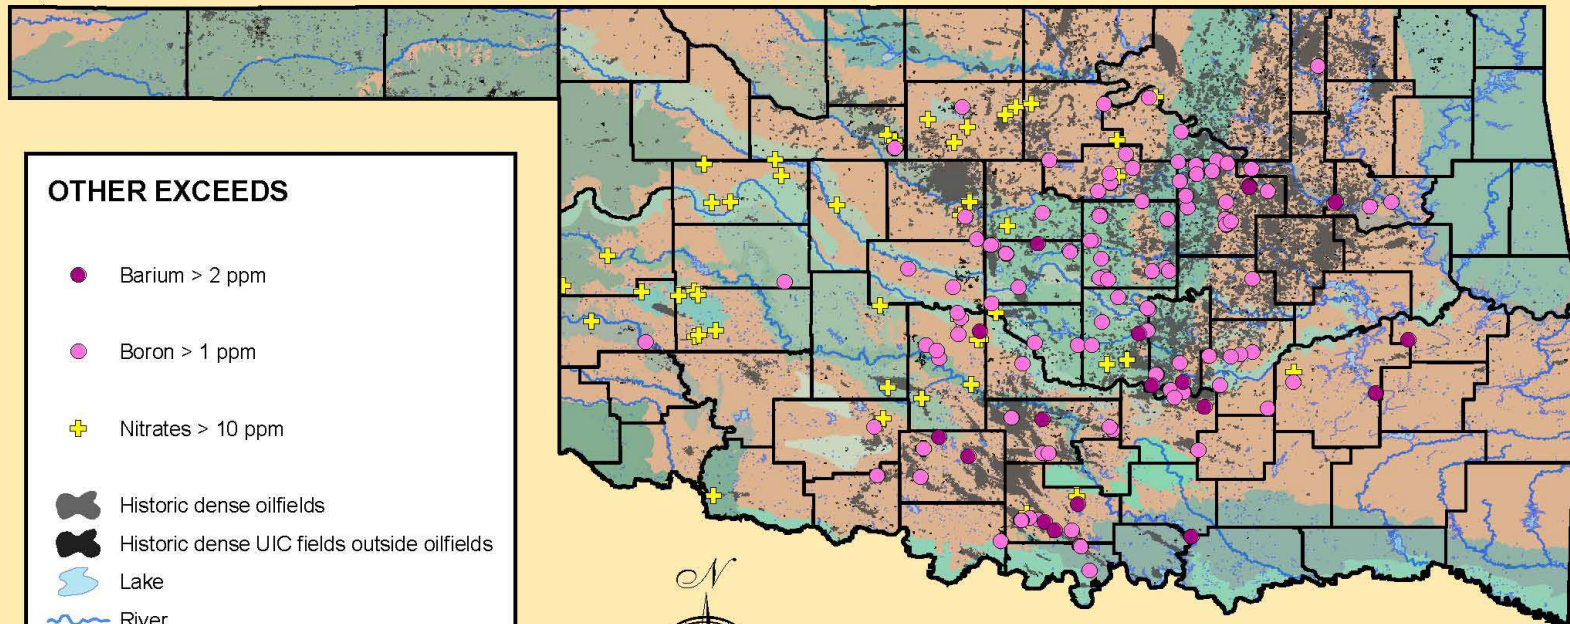 OTHER EXCEEDS
Barium > 2 ppm
Boron > 1 ppm
Nitrates > 10 ppm
Historic dense oilfields
Historic dense UIC fields outside oilfields
Lake
River
N